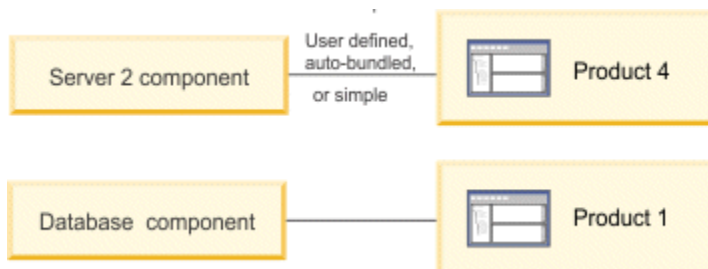 User defined,
auto-bundled,
or simple
Server 2 component
Product 4
Database component
Product 1